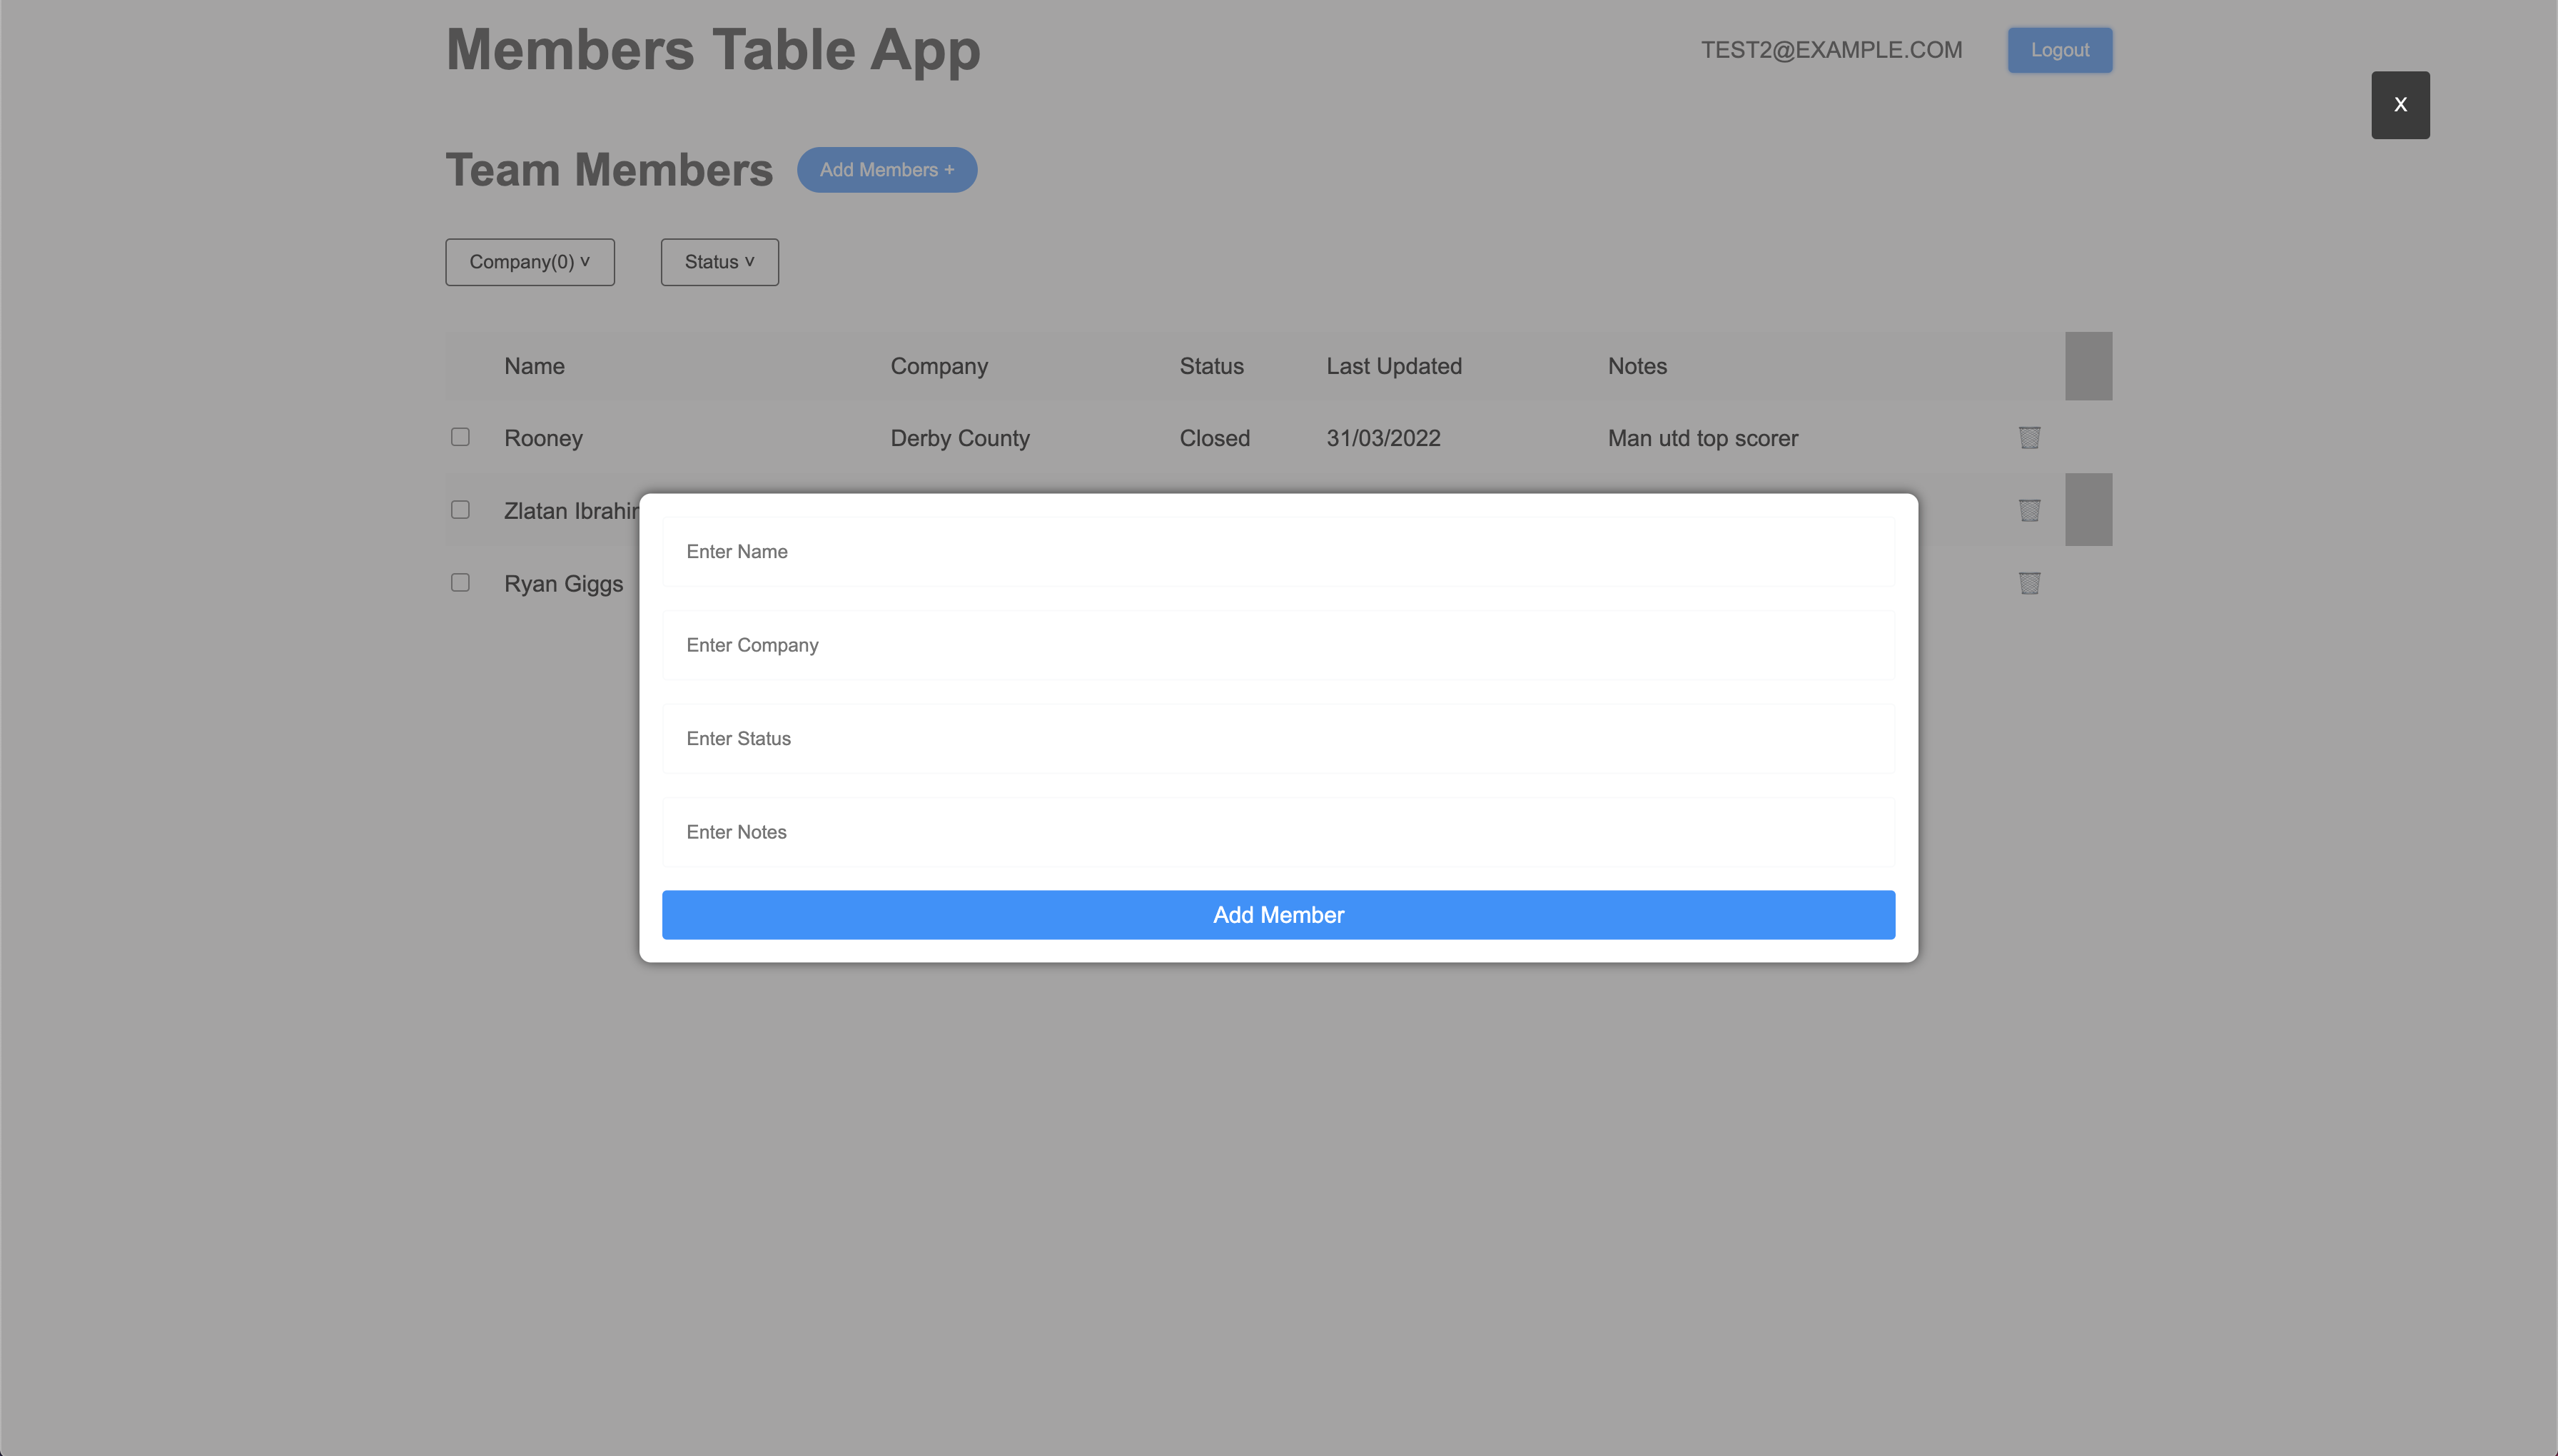 Members Table App
TEST2@EXAMPLE.COM
Logout
X
Team Members
Add Members +
Company(0) v
Status v
Name Company Status Last Updated Notes
Rooney Derby County Closed 31/03/2022 Man utd top scorer
Zlatan
Ryan Giggs
Enter Name
Enter Company
Enter Status
Enter Notes
Add Member